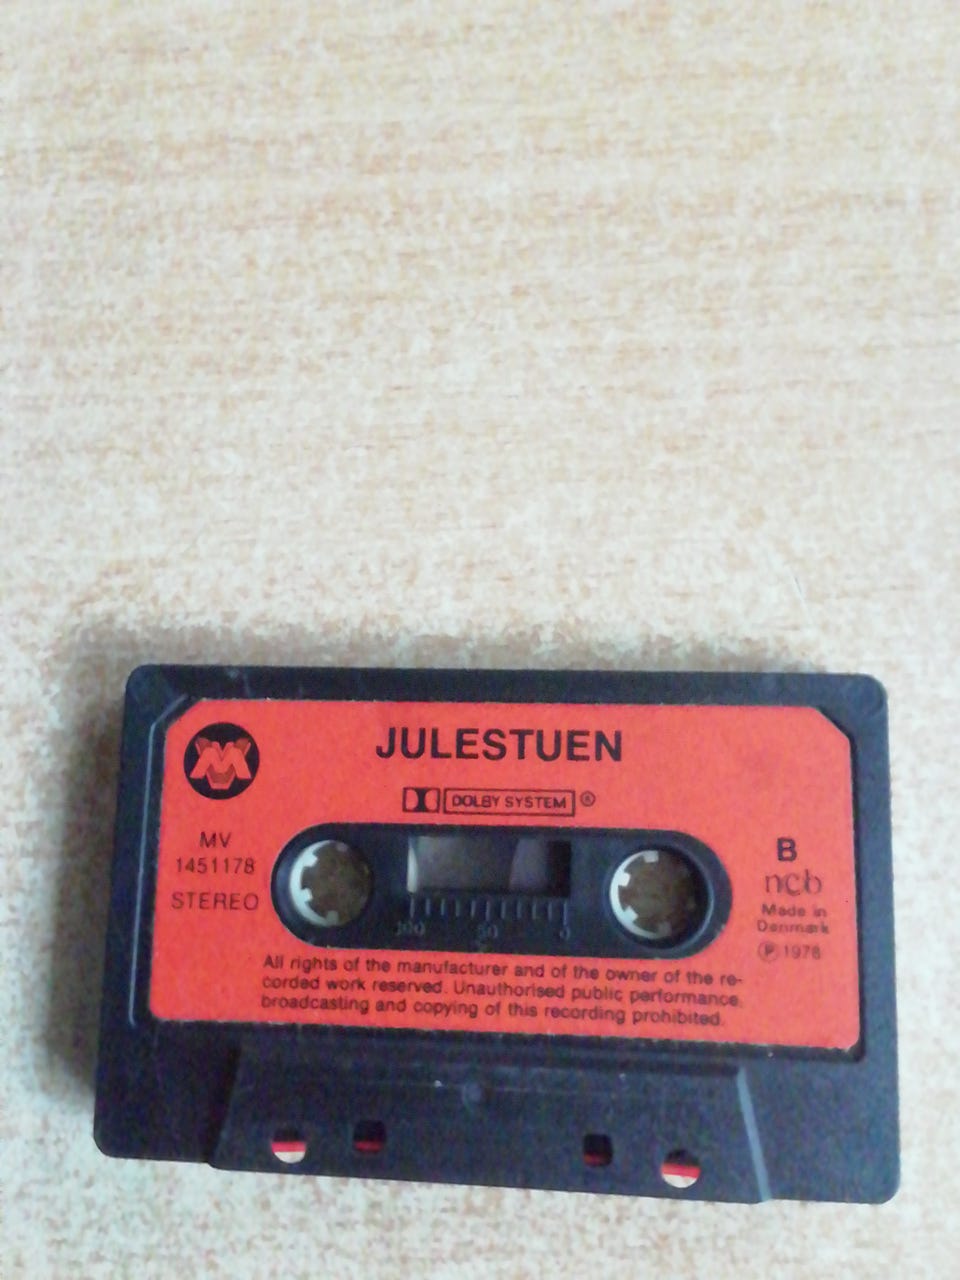 JULESTUEN
DOLBY SYSTEM ®
MV
1451178
STEREO
B
ncb
Made in
Denmark
Ⓟ 1978
100 50 0
All rights of the manufacturer and of the owner of the re-
corded work reserved. Unauthorised public performance,
broadcasting and copying of this recording prohibited.